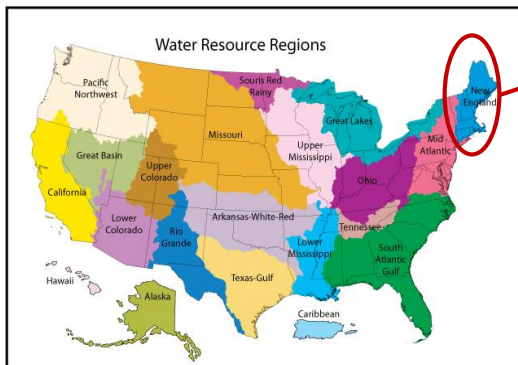 Water Resource Regions
Pacific
Northwest
Souris Red
Rainy
New
England
Missouri
Great Lakes
Upper
Mississippi
Mid
Atlantic
Great Basin
Upper
Colorado
Ohio
California
Lower
Colorado
Rio
Grande
Arkansas-White-Red
Tennessee
Lower
Mississippi
South
Atlantic
Gulf
Texas-Gulf
Hawaii
Alaska
Caribbean